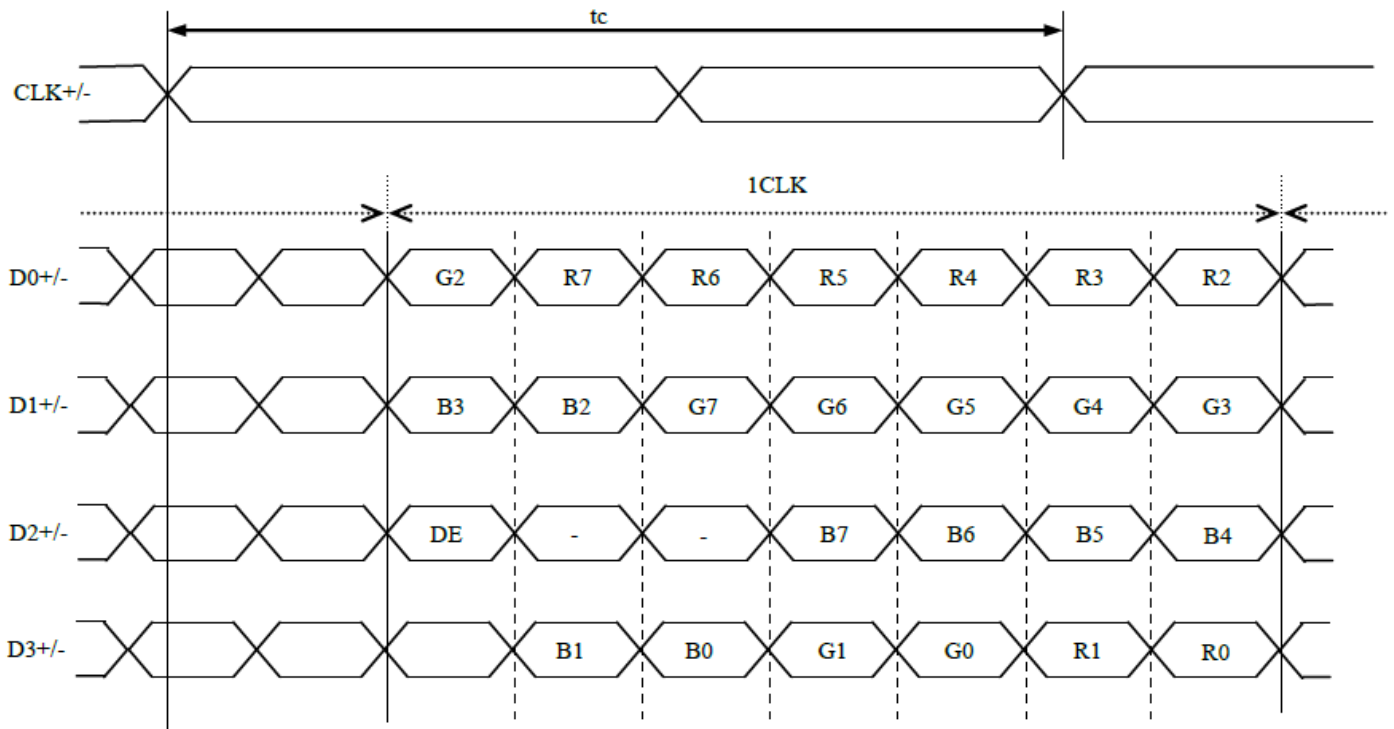 tc
CLK+/-
1CLK
D0+/- G2 R7 R6 R5 R4 R3 R2
D1+/- B3 B2 G7 G6 G5 G4 G3
D2+/- DE - - B7 B6 B5 B4
D3+/- B1 B0 G1 G0 R1 R0